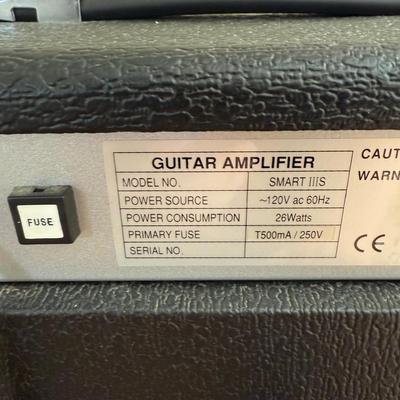 GUITAR AMPLIFIER
MODEL NO. SMART IIIS
POWER SOURCE ~120V ac 60Hz
POWER CONSUMPTION 26Watts
PRIMARY FUSE T500mA / 250V
SERIAL NO.
FUSE
CAUT
WARN
CE